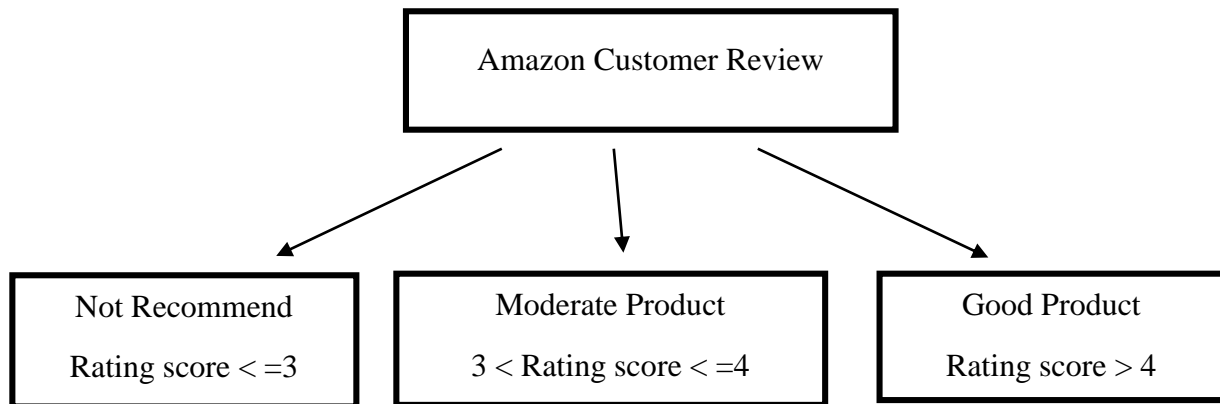 Amazon Customer Review
Not Recommend
Rating score < =3
Moderate Product
3 < Rating score < =4
Good Product
Rating score > 4